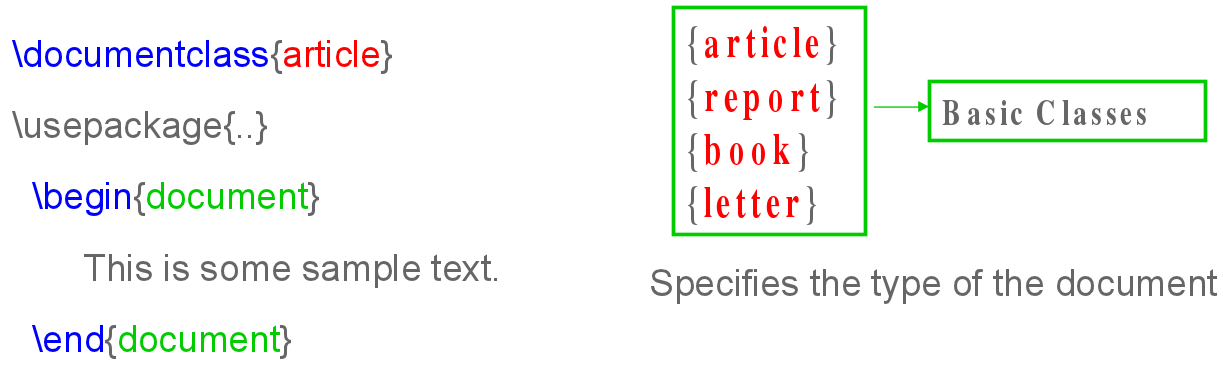 \documentclass{article}
\usepackage{..}
\begin{document}
This is some sample text.
\end{document}
{article}
{report}
{book}
{letter}
Basic Classes
Specifies the type of the document